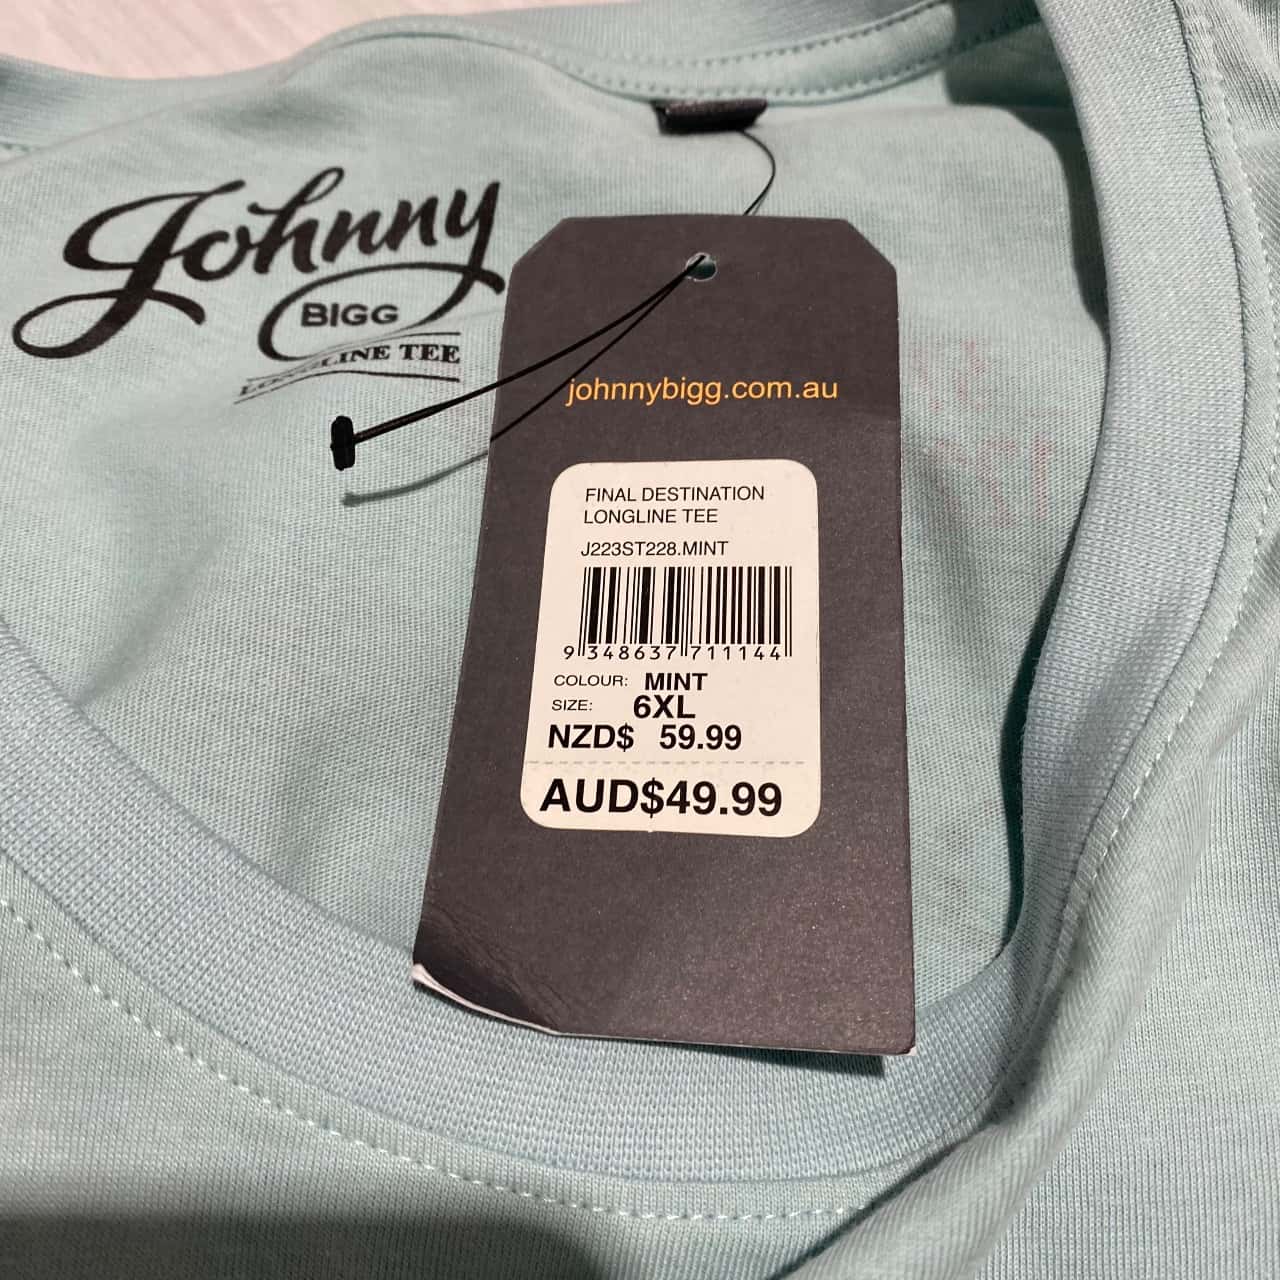 Johnny
BIGG
LONGLINE TEE
johnnybigg.com.au
FINAL DESTINATION
LONGLINE TEE
J223ST228.MINT
9 348637 711144
COLOUR: MINT
SIZE: 6XL
NZD$ 59.99
AUD$49.99